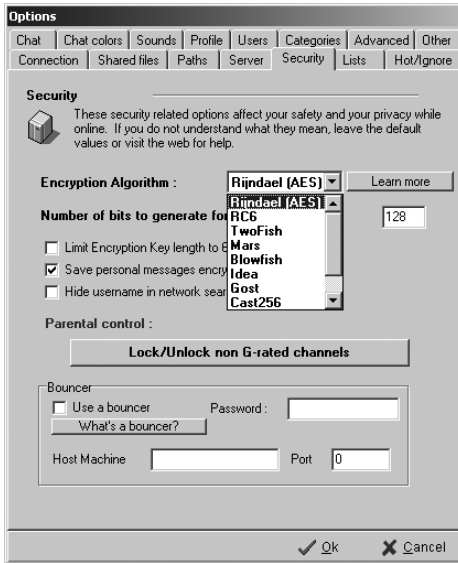 Options
Chat Chat colors Sounds Profile Users Categories Advanced Other
Connection Shared files Paths Server Security Lists Hot/Ignore
Security
These security related options affect your safety and your privacy while
online. If you do not understand what they mean, leave the default
values or visit the web for help.
Encryption Algorithm : Rijndael (AES) Learn more
Rijndael (AES)
Number of bits to generate for 128
RC6
TwoFish
Limit Encryption Key length to
Mars
Save personal messages
Blowfish
Idea
Hide username in network
Gost
Cast256
Parental control :
Lock/Unlock non G-rated channels
Bouncer
Use a bouncer Password :
What's a bouncer?
Host Machine Port 0
Ok Cancel